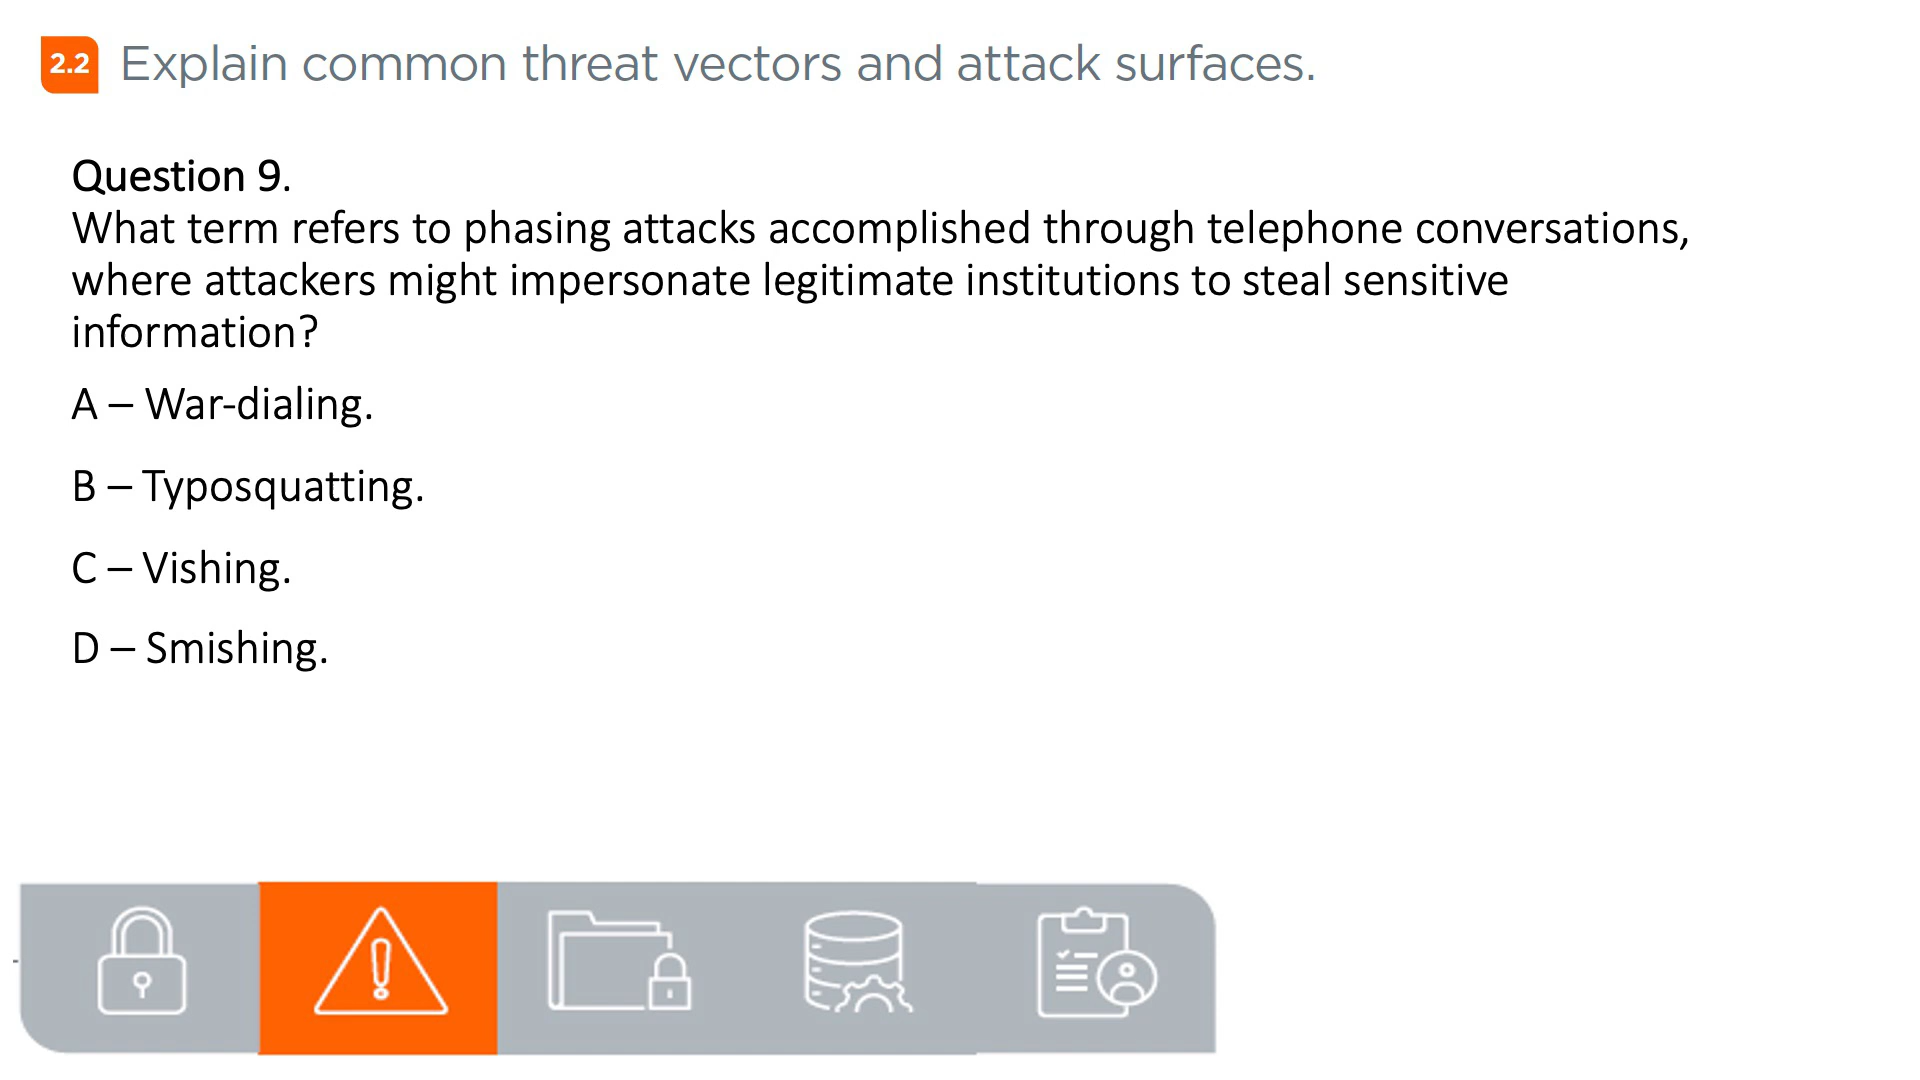 2.2 Explain common threat vectors and attack surfaces.
Question 9.
What term refers to phasing attacks accomplished through telephone conversations,
where attackers might impersonate legitimate institutions to steal sensitive
information?
A – War-dialing.
B – Typosquatting.
C – Vishing.
D – Smishing.